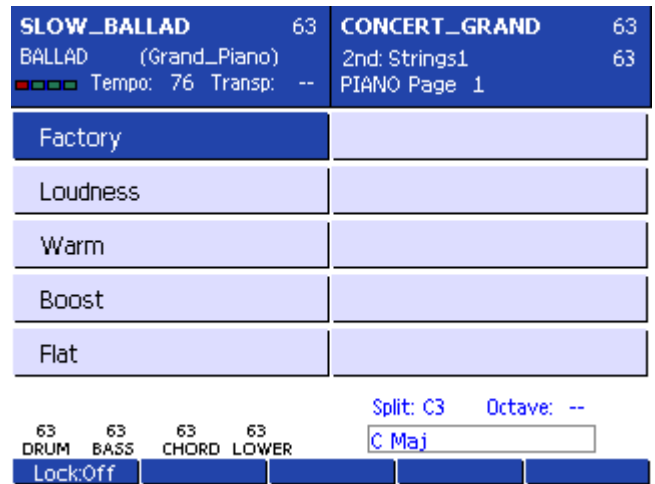 SLOW_BALLAD 63
BALLAD (Grand_Piano)
Tempo: 76 Transp: --
CONCERT_GRAND 63
2nd: Strings1 63
PIANO Page 1
Factory
Loudness
Warm
Boost
Flat
Split: C3 Octave: --
C Maj
63 63 63 63
DRUM BASS CHORD LOWER
Lock:Off